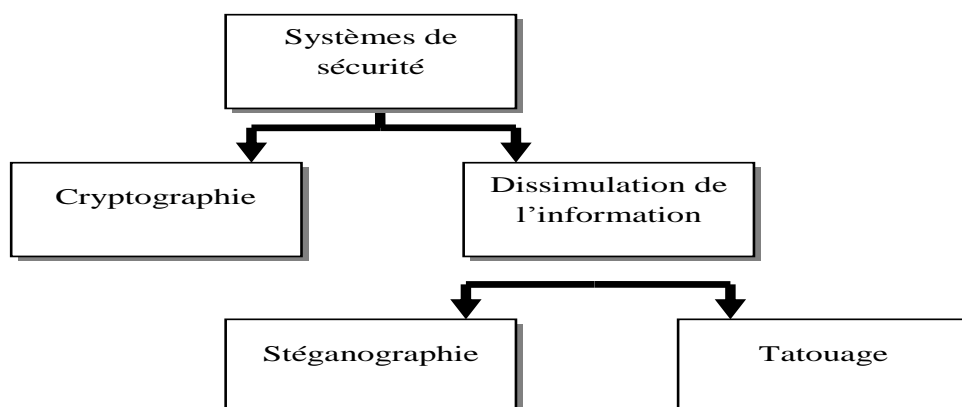 Systèmes de
sécurité
Cryptographie
Dissimulation de
l’information
Stéganographie
Tatouage